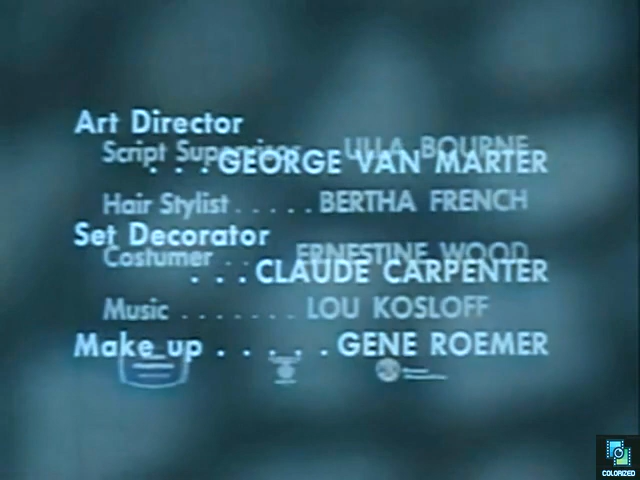 Art Director
Script Supervisor ULLA BOURNE
. . . GEORGE VAN MARTER
Hair Stylist . . . . . BERTHA FRENCH
Set Decorator
Costumer . . ERNESTINE WOOD
. . . CLAUDE CARPENTER
Music . . . . . . . LOU KOSLOFF
Make up . . . . . GENE ROEMER
COLORIZED